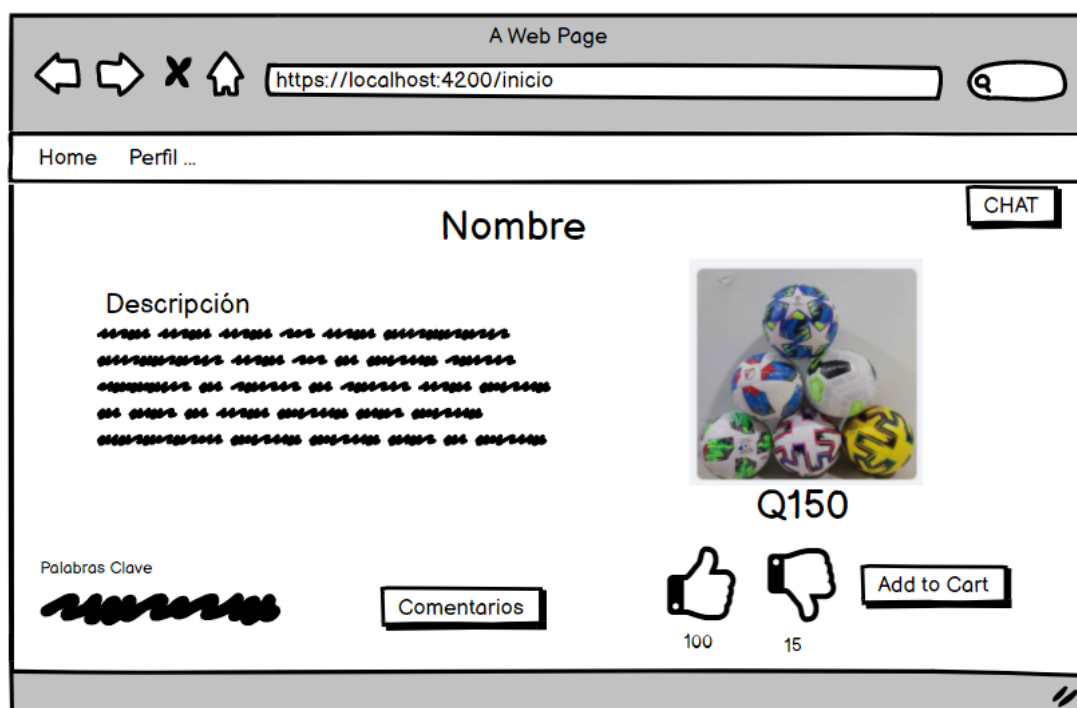 A Web Page
https://localhost:4200/inicio
Home Perfil ...
CHAT
Nombre
Descripción
Q150
Palabras Clave
Comentarios
Add to Cart
100
15